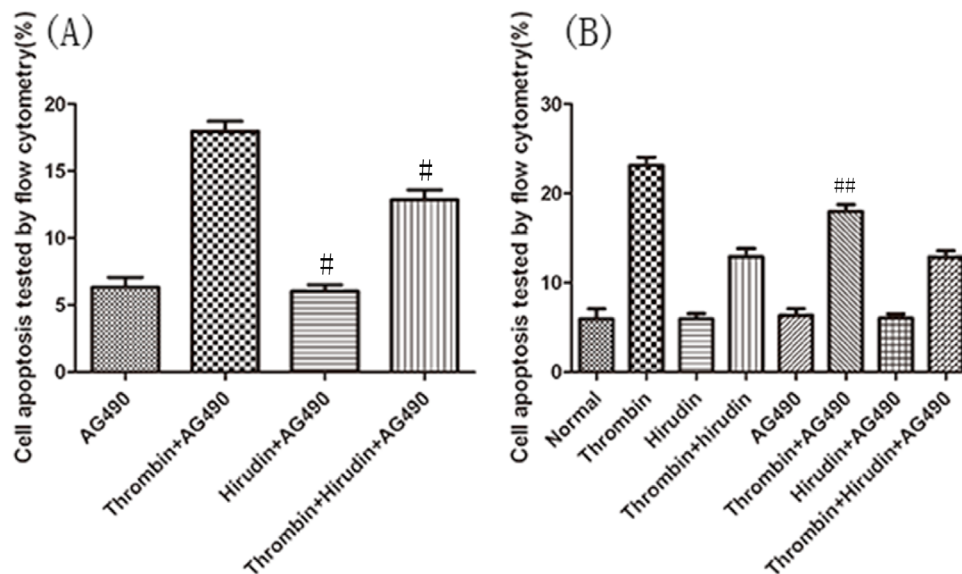 (A)
Cell apoptosis tested by flow cytometry(%)
20
15
10
5
0
#
#
AG490
Thrombin+AG490
Hirudin+AG490
Thrombin+Hirudin+AG490
(B)
Cell apoptosis tested by flow cytometry(%)
30
20
10
0
##
Normal
Thrombin
Hirudin
Thrombin+hirudin
AG490
Thrombin+AG490
Hirudin+AG490
Thrombin+Hirudin+AG490